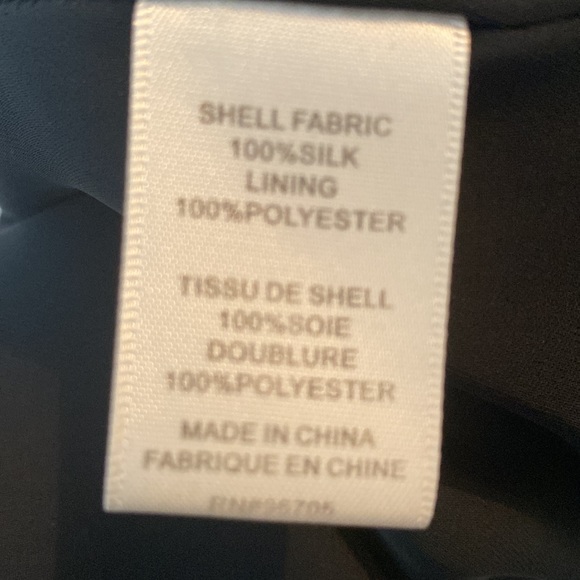 SHELL FABRIC
100%SILK
LINING
100%POLYESTER
TISSU DE SHELL
100%SOIE
DOUBLURE
100%POLYESTER
MADE IN CHINA
FABRIQUE EN CHINE